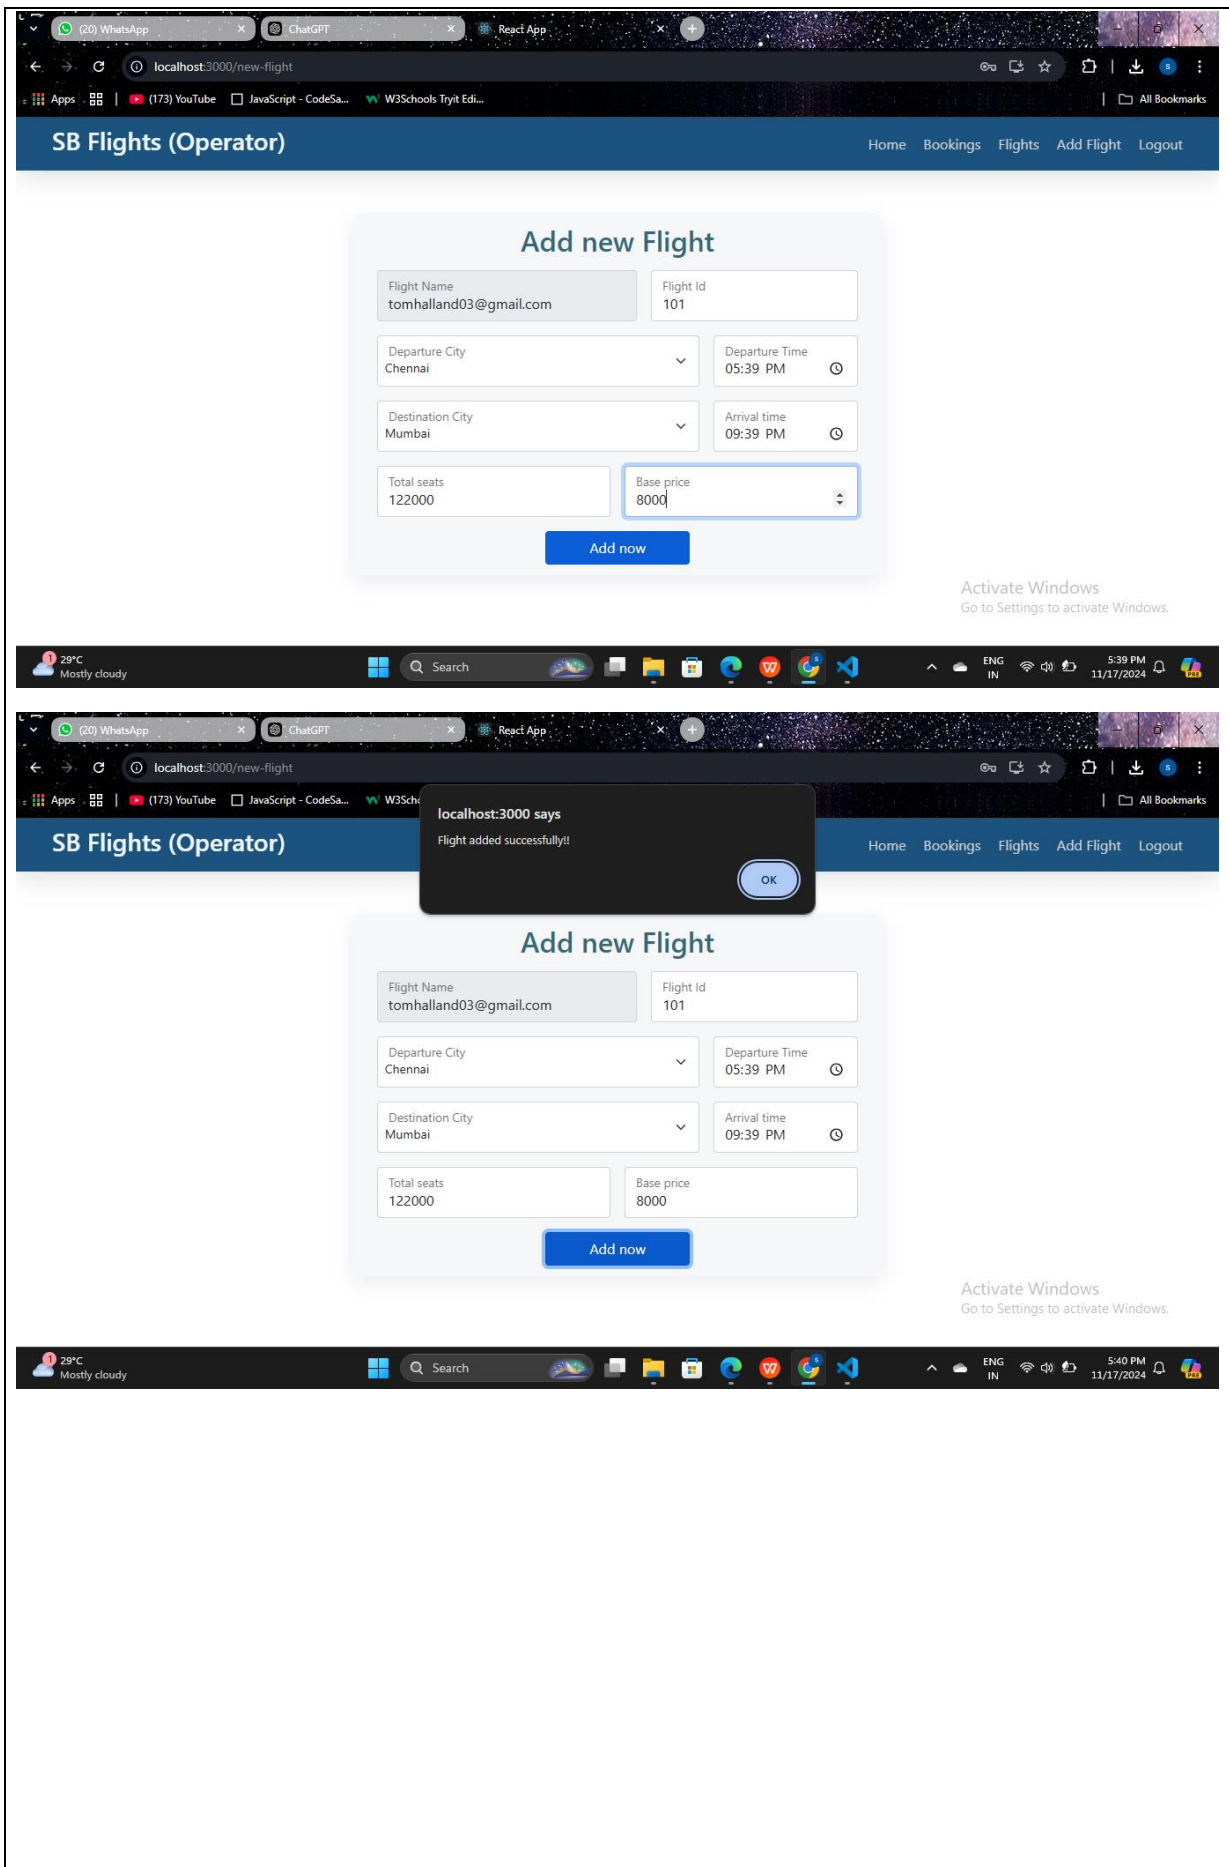 (20) WhatsApp ChatGPT React App
localhost:3000/new-flight
Apps (173) YouTube JavaScript - CodeSa... W3Schools Tryit Edi... All Bookmarks
SB Flights (Operator) Home Bookings Flights Add Flight Logout
Add new Flight
Flight Name Flight Id
tomhalland03@gmail.com 101
Departure City Departure Time
Chennai 05:39 PM
Destination City Arrival time
Mumbai 09:39 PM
Total seats Base price
122000 8000
Add now
Activate Windows
Go to Settings to activate Windows.
1 29°C Search ENG 5:39 PM
Mostly cloudy IN 11/17/2024
(20) WhatsApp ChatGPT React App
localhost:3000/new-flight
Apps (173) YouTube JavaScript - CodeSa... W3Sch All Bookmarks
localhost:3000 says
Flight added successfully!!
OK
SB Flights (Operator) Home Bookings Flights Add Flight Logout
Add new Flight
Flight Name Flight Id
tomhalland03@gmail.com 101
Departure City Departure Time
Chennai 05:39 PM
Destination City Arrival time
Mumbai 09:39 PM
Total seats Base price
122000 8000
Add now
Activate Windows
Go to Settings to activate Windows.
1 29°C Search ENG 5:40 PM
Mostly cloudy IN 11/17/2024